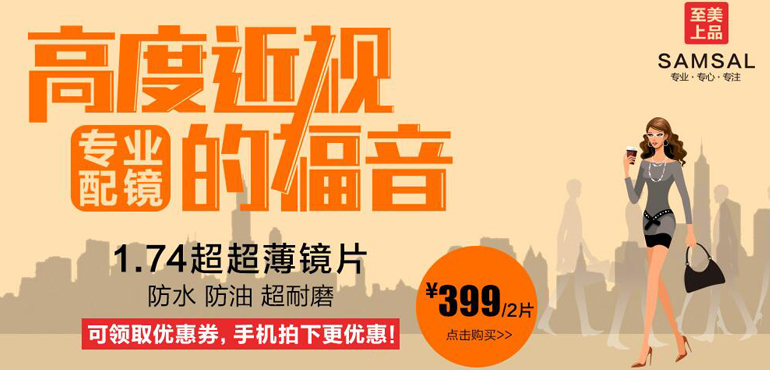 至美
上品
SAMSAL
专业·专心·专注
高度近视
专业
配镜
的福音
1.74超超薄镜片
防水 防油 超耐磨
¥399/2片
点击购买>>
可领取优惠券,手机拍下更优惠!